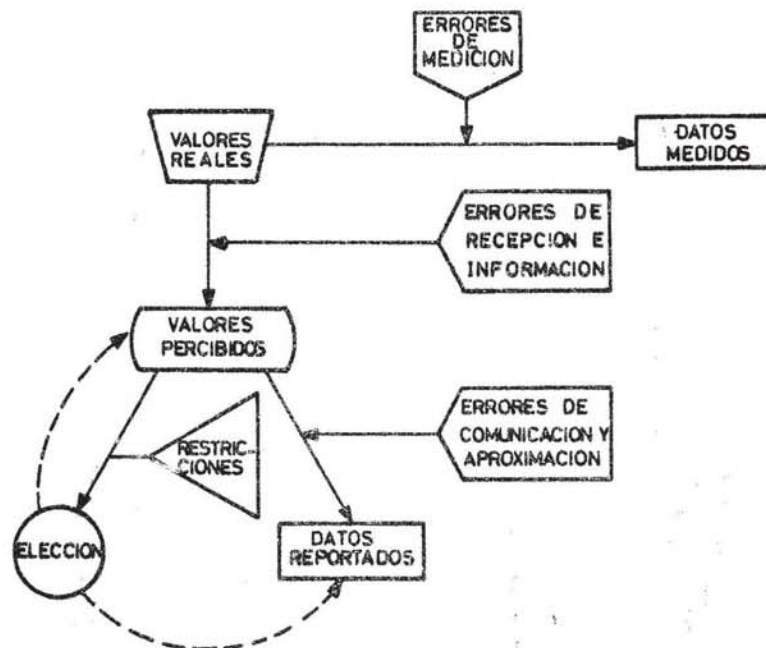 ERRORES
DE
MEDICION
VALORES
REALES
DATOS
MEDIDOS
ERRORES DE
RECEPCION E
INFORMACION
VALORES
PERCIBIDOS
RESTRIC
CIONES
ERRORES DE
COMUNICACION Y
APROXIMACION
ELECCION
DATOS
REPORTADOS